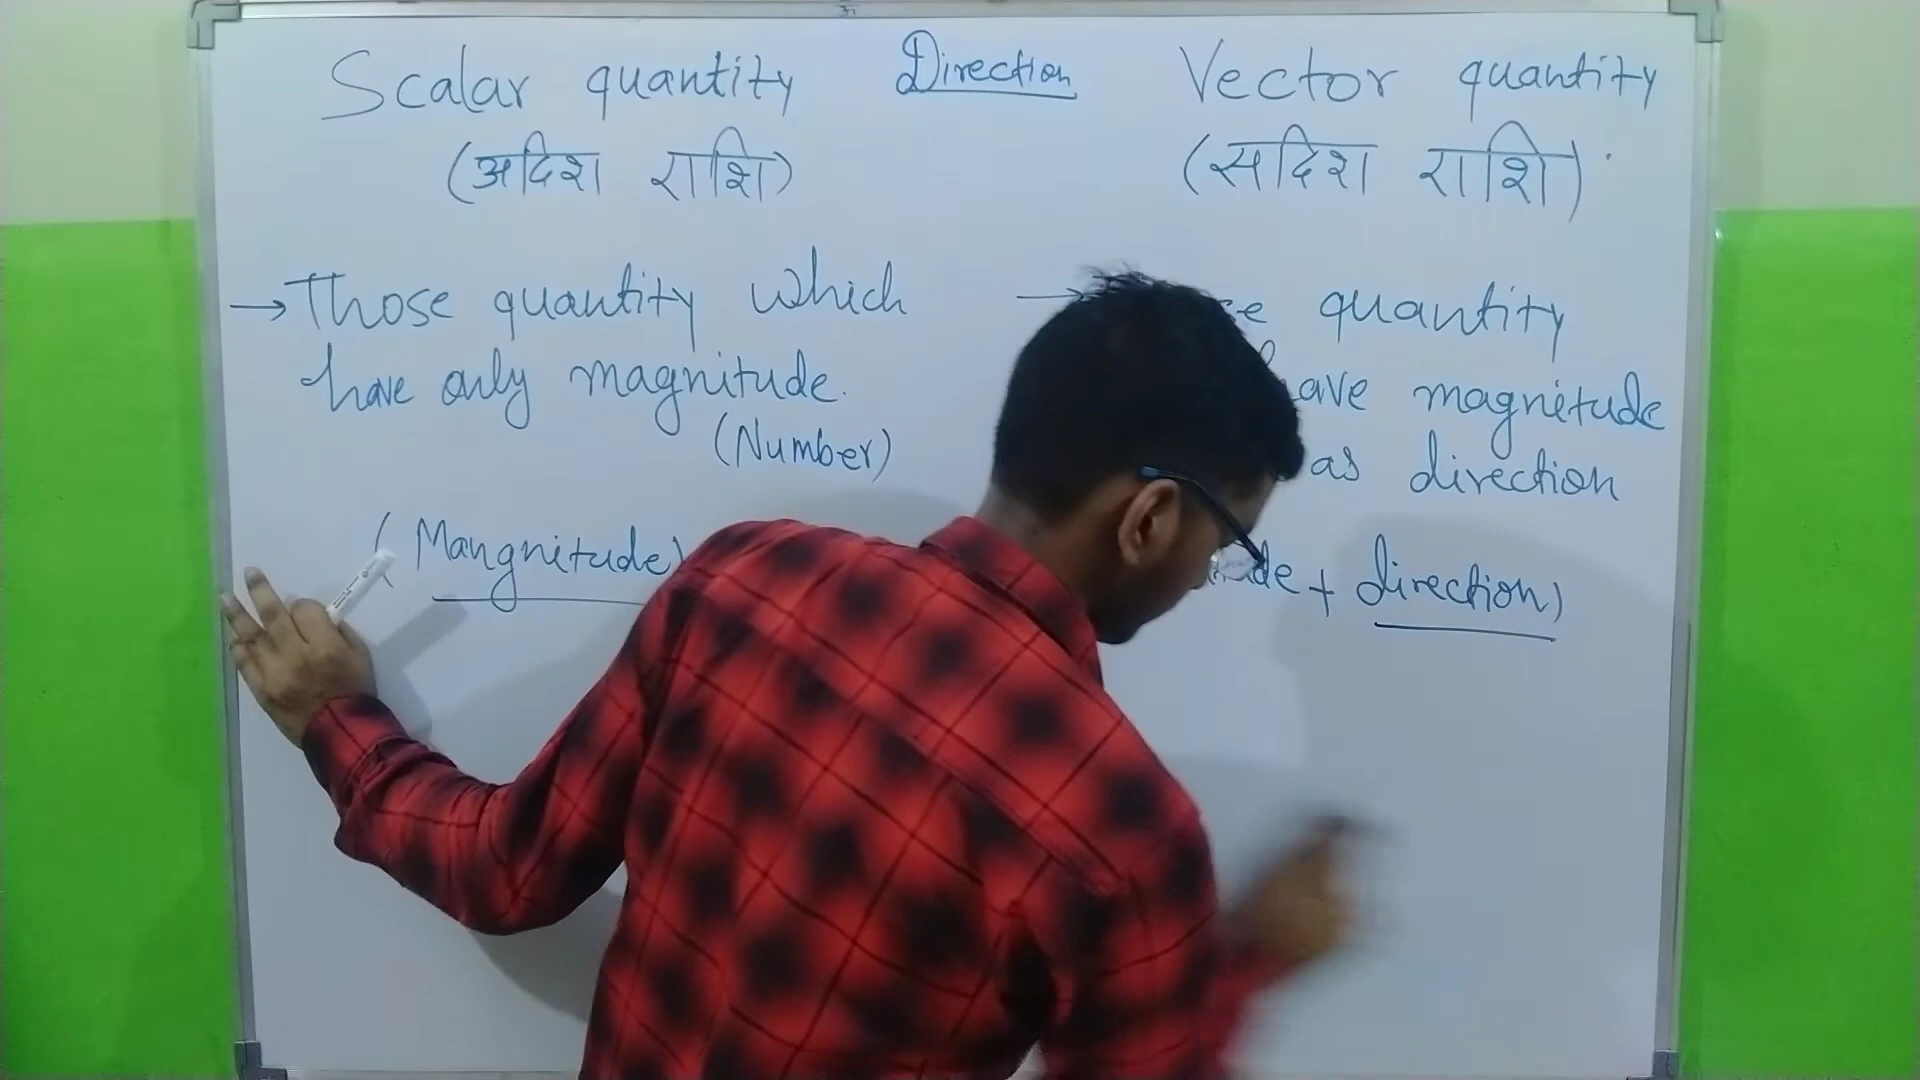 Scalar quantity
(अदिश राशि)
Direction
Vector quantity
(सदिश राशि)
→ Those quantity which
have only magnitude.
(Number)
( Mangnitude)
→ quantity
magnitude
as direction
+ direction)